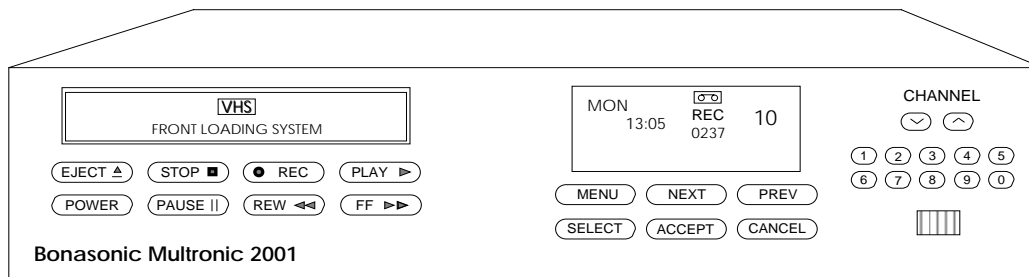 VHS
FRONT LOADING SYSTEM
EJECT STOP REC PLAY
POWER PAUSE REW FF
Bonasonic Multronic 2001
MON REC 10
13:05 0237
MENU NEXT PREV
SELECT ACCEPT CANCEL
CHANNEL
1 2 3 4 5
6 7 8 9 0